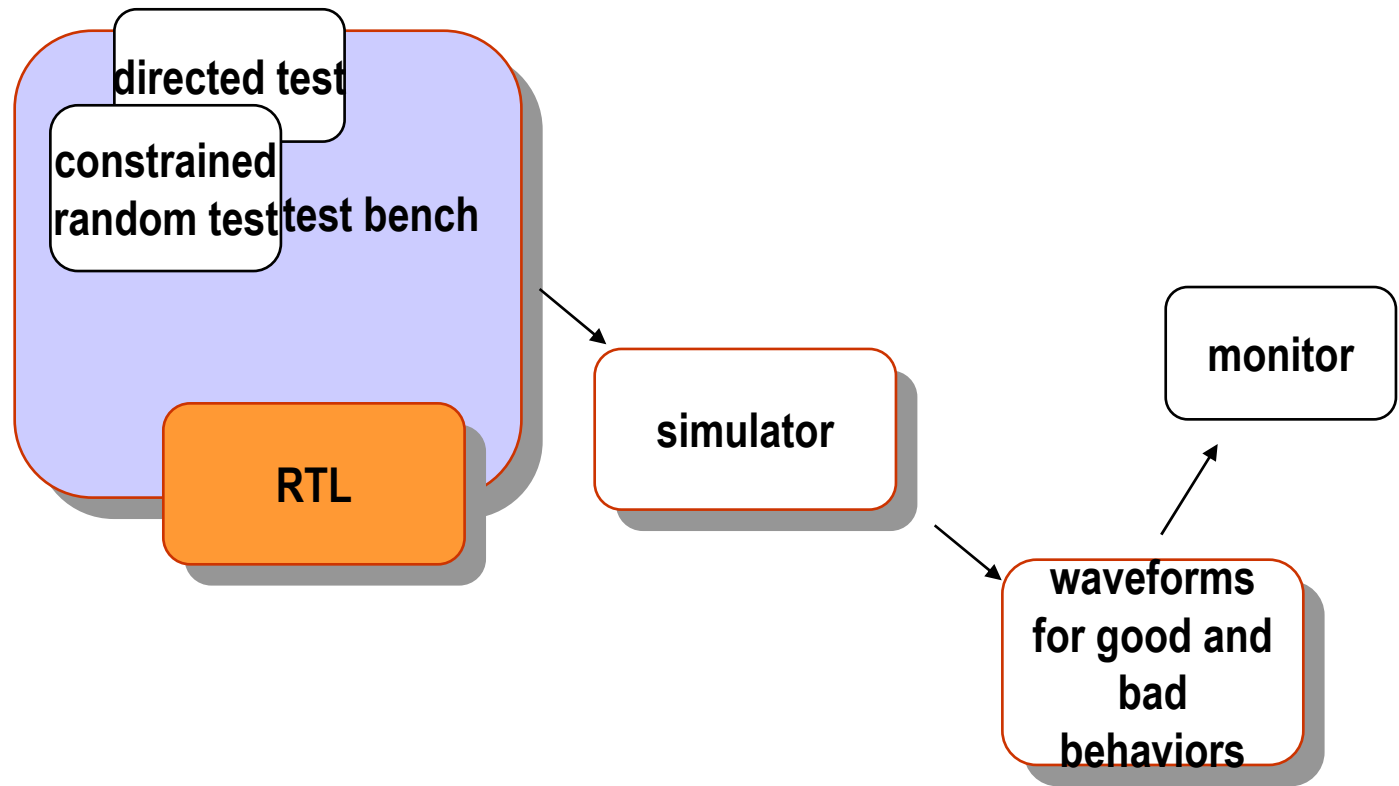 directed test
constrained
random test
test bench
RTL
simulator
monitor
waveforms
for good and
bad
behaviors